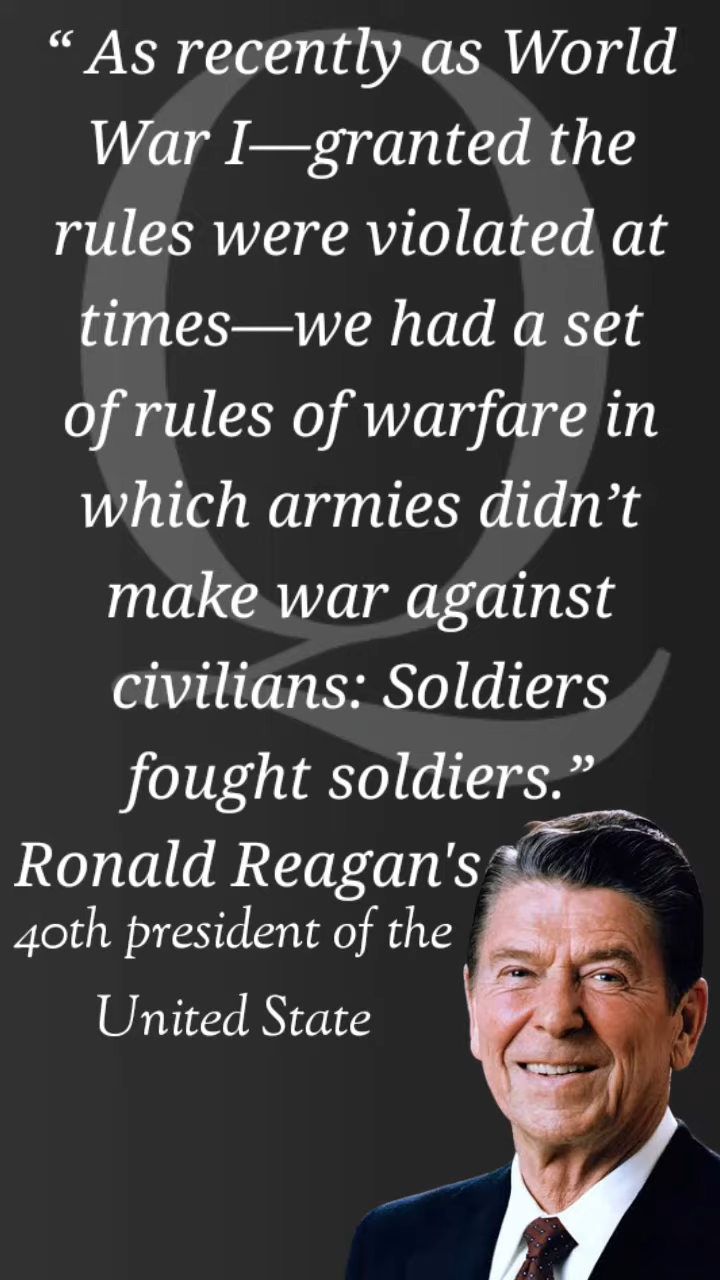 “ As recently as World
War I—granted the
rules were violated at
times—we had a set
of rules of warfare in
which armies didn’t
make war against
civilians: Soldiers
fought soldiers.”
Ronald Reagan's
40th president of the
United State
Q